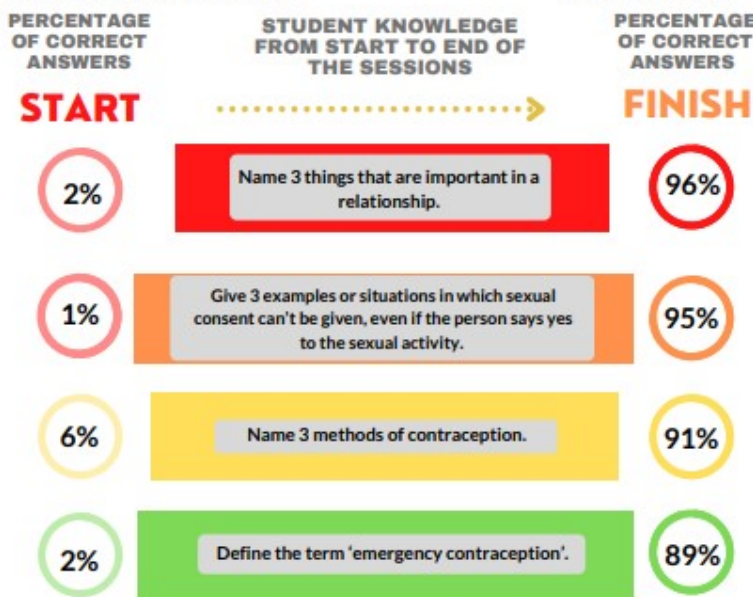 PERCENTAGE
OF CORRECT
ANSWERS
START
STUDENT KNOWLEDGE
FROM START TO END OF
THE SESSIONS
PERCENTAGE
OF CORRECT
ANSWERS
FINISH
2%
Name 3 things that are important in a
relationship.
96%
1%
Give 3 examples or situations in which sexual
consent can't be given, even if the person says yes
to the sexual activity.
95%
6%
Name 3 methods of contraception.
91%
2%
Define the term 'emergency contraception'.
89%